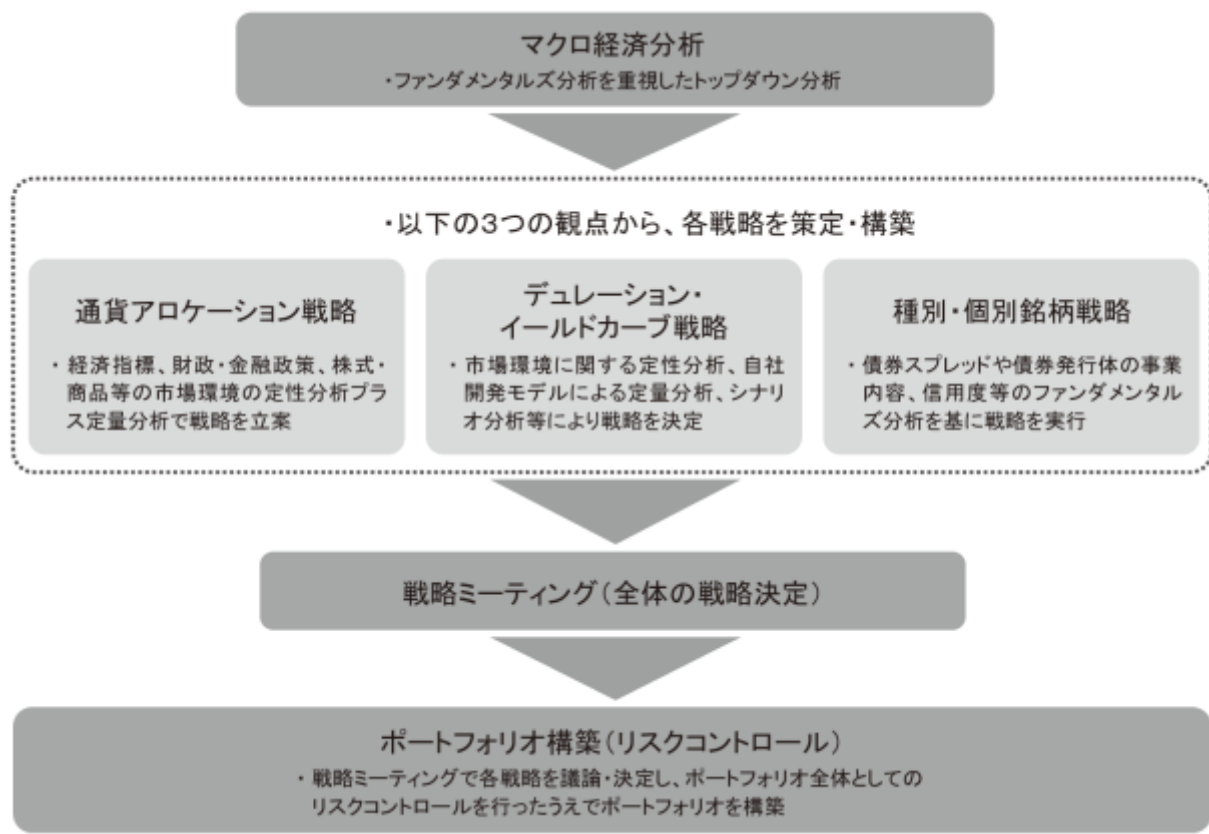 マクロ経済分析
・ファンダメンタルズ分析を重視したトップダウン分析
・以下の3つの観点から、各戦略を策定・構築
通貨アロケーション戦略
・経済指標、財政・金融政策、株式・
商品等の市場環境の定性分析プラ
ス定量分析で戦略を立案
デュレーション・
イールドカーブ戦略
・市場環境に関する定性分析、自社
開発モデルによる定量分析、シナリ
オ分析等により戦略を決定
種別・個別銘柄戦略
・債券スプレッドや債券発行体の事業
内容、信用度等のファンダメンタル
ズ分析を基に戦略を実行
戦略ミーティング(全体の戦略決定)
ポートフォリオ構築(リスクコントロール)
・戦略ミーティングで各戦略を議論・決定し、ポートフォリオ全体としての
リスクコントロールを行ったうえでポートフォリオを構築